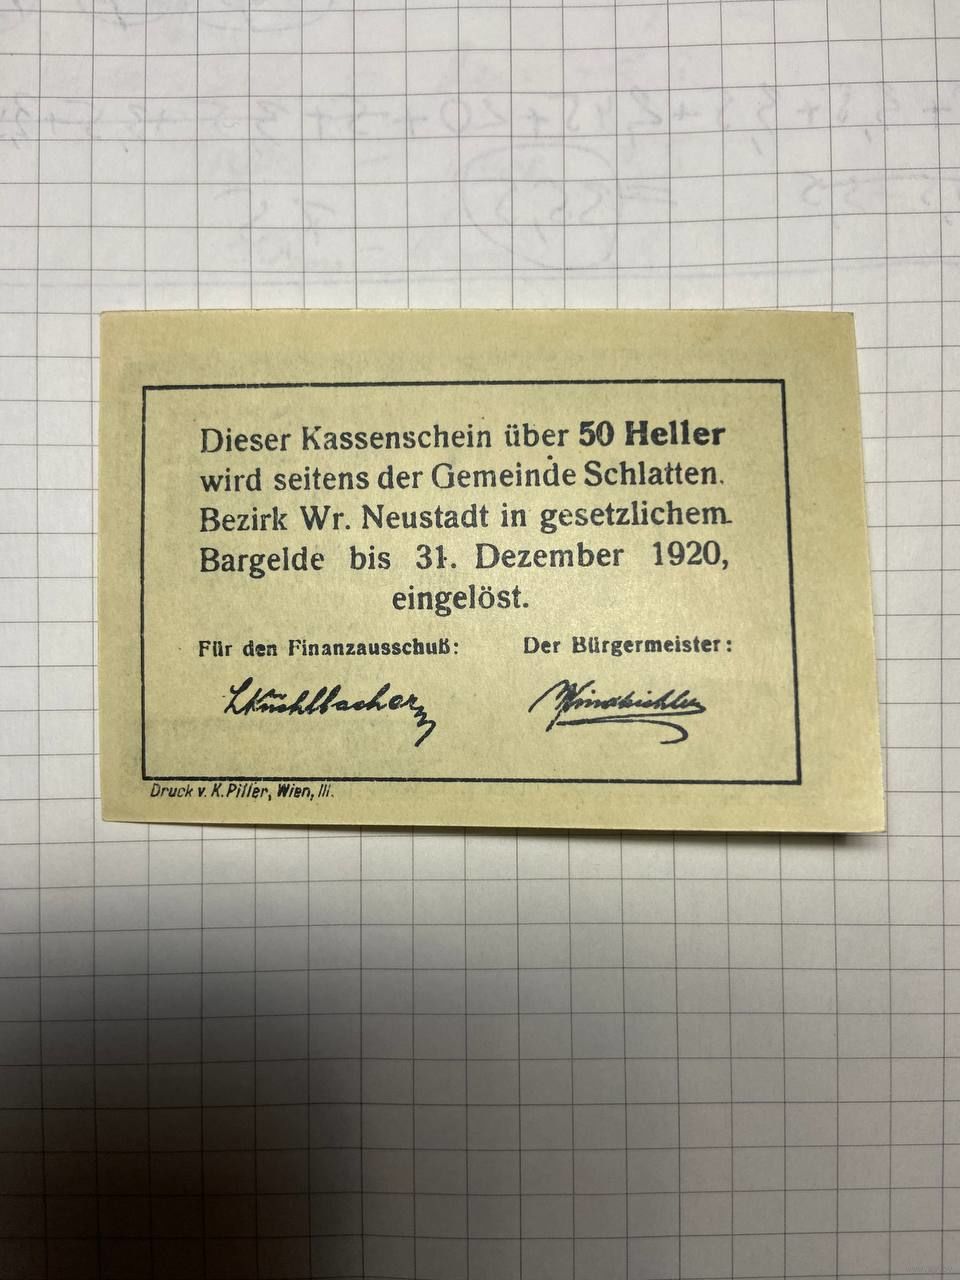 Dieser Kassenschein über 50 Heller
wird seitens der Gemeinde Schlatten.
Bezirk Wr. Neustadt in gesetzlichem
Bargelde bis 31. Dezember 1920,
eingelöst.
Für den Finanzausschuß: Der Bürgermeister:
Druck v. K. Piller, Wien, III.